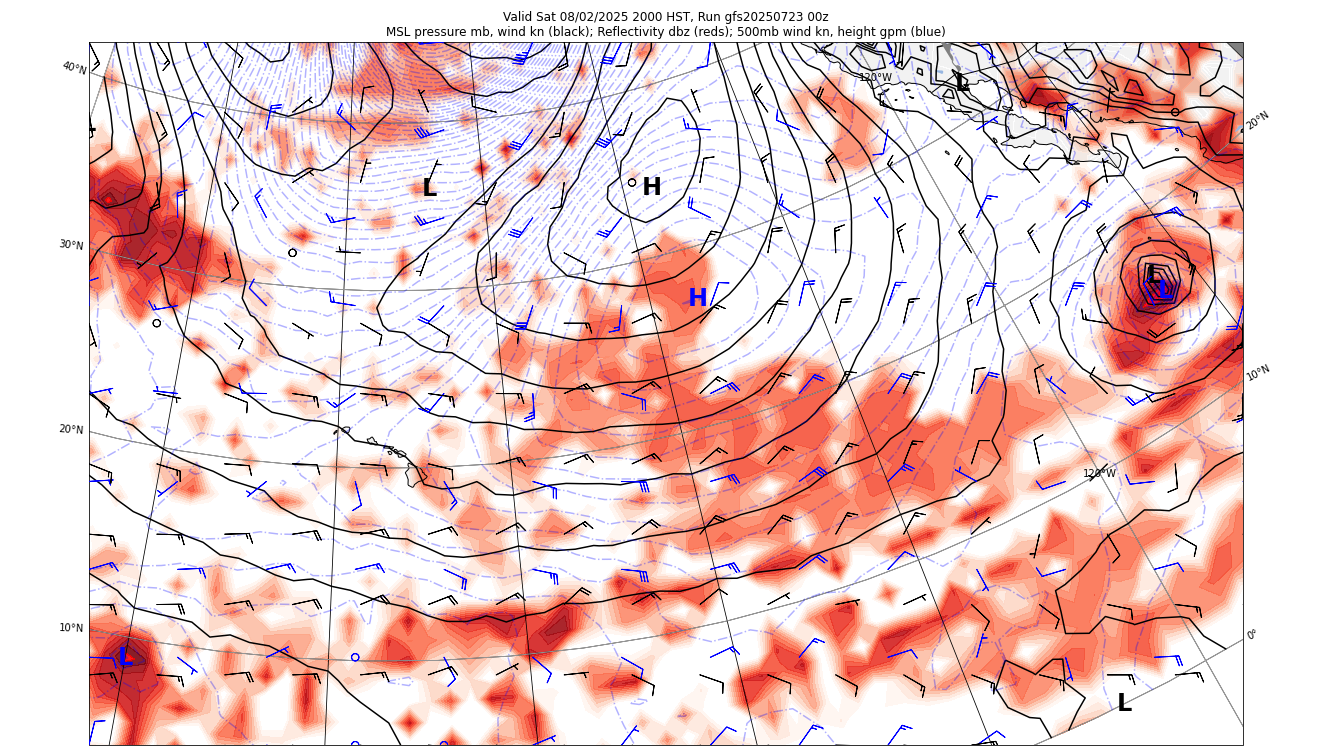 Valid Sat 08/02/2025 2000 HST, Run gfs20250723 00z
MSL pressure mb, wind kn (black); Reflectivity dbz (reds); 500mb wind kn, height gpm (blue)
40°N
120°W
L
20°N
L
H
30°N
L
L
H
10°N
20°N
120°W
10°N
0°
L
L